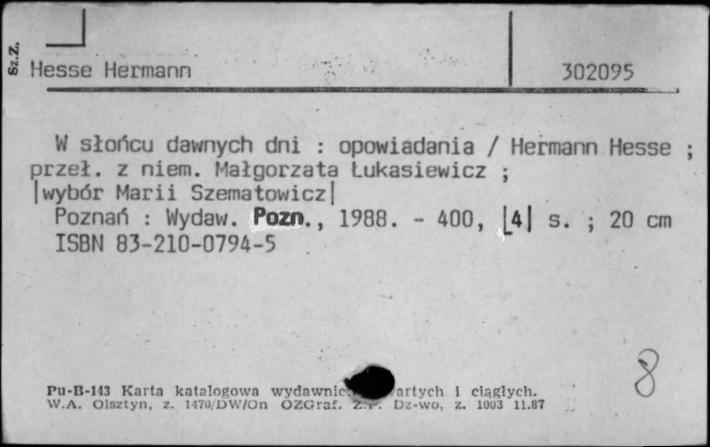 Sz.Z.
Hesse Hermann 302095
W słońcu dawnych dni : opowiadania / Hermann Hesse ;
przeł. z niem. Małgorzata Łukasiewicz ;
|wybór Marii Szematowicz|
Poznań : Wydaw. Pozn., 1988. - 400, |4| s. ; 20 cm
ISBN 83-210-0794-5
8
Pu-B-143 Karta katalogowa i ciągłych.
W.A. Olsztyn, z. 1470/DW/On OZGraf. Z.P. Dz-wo, z. 1003 11.87